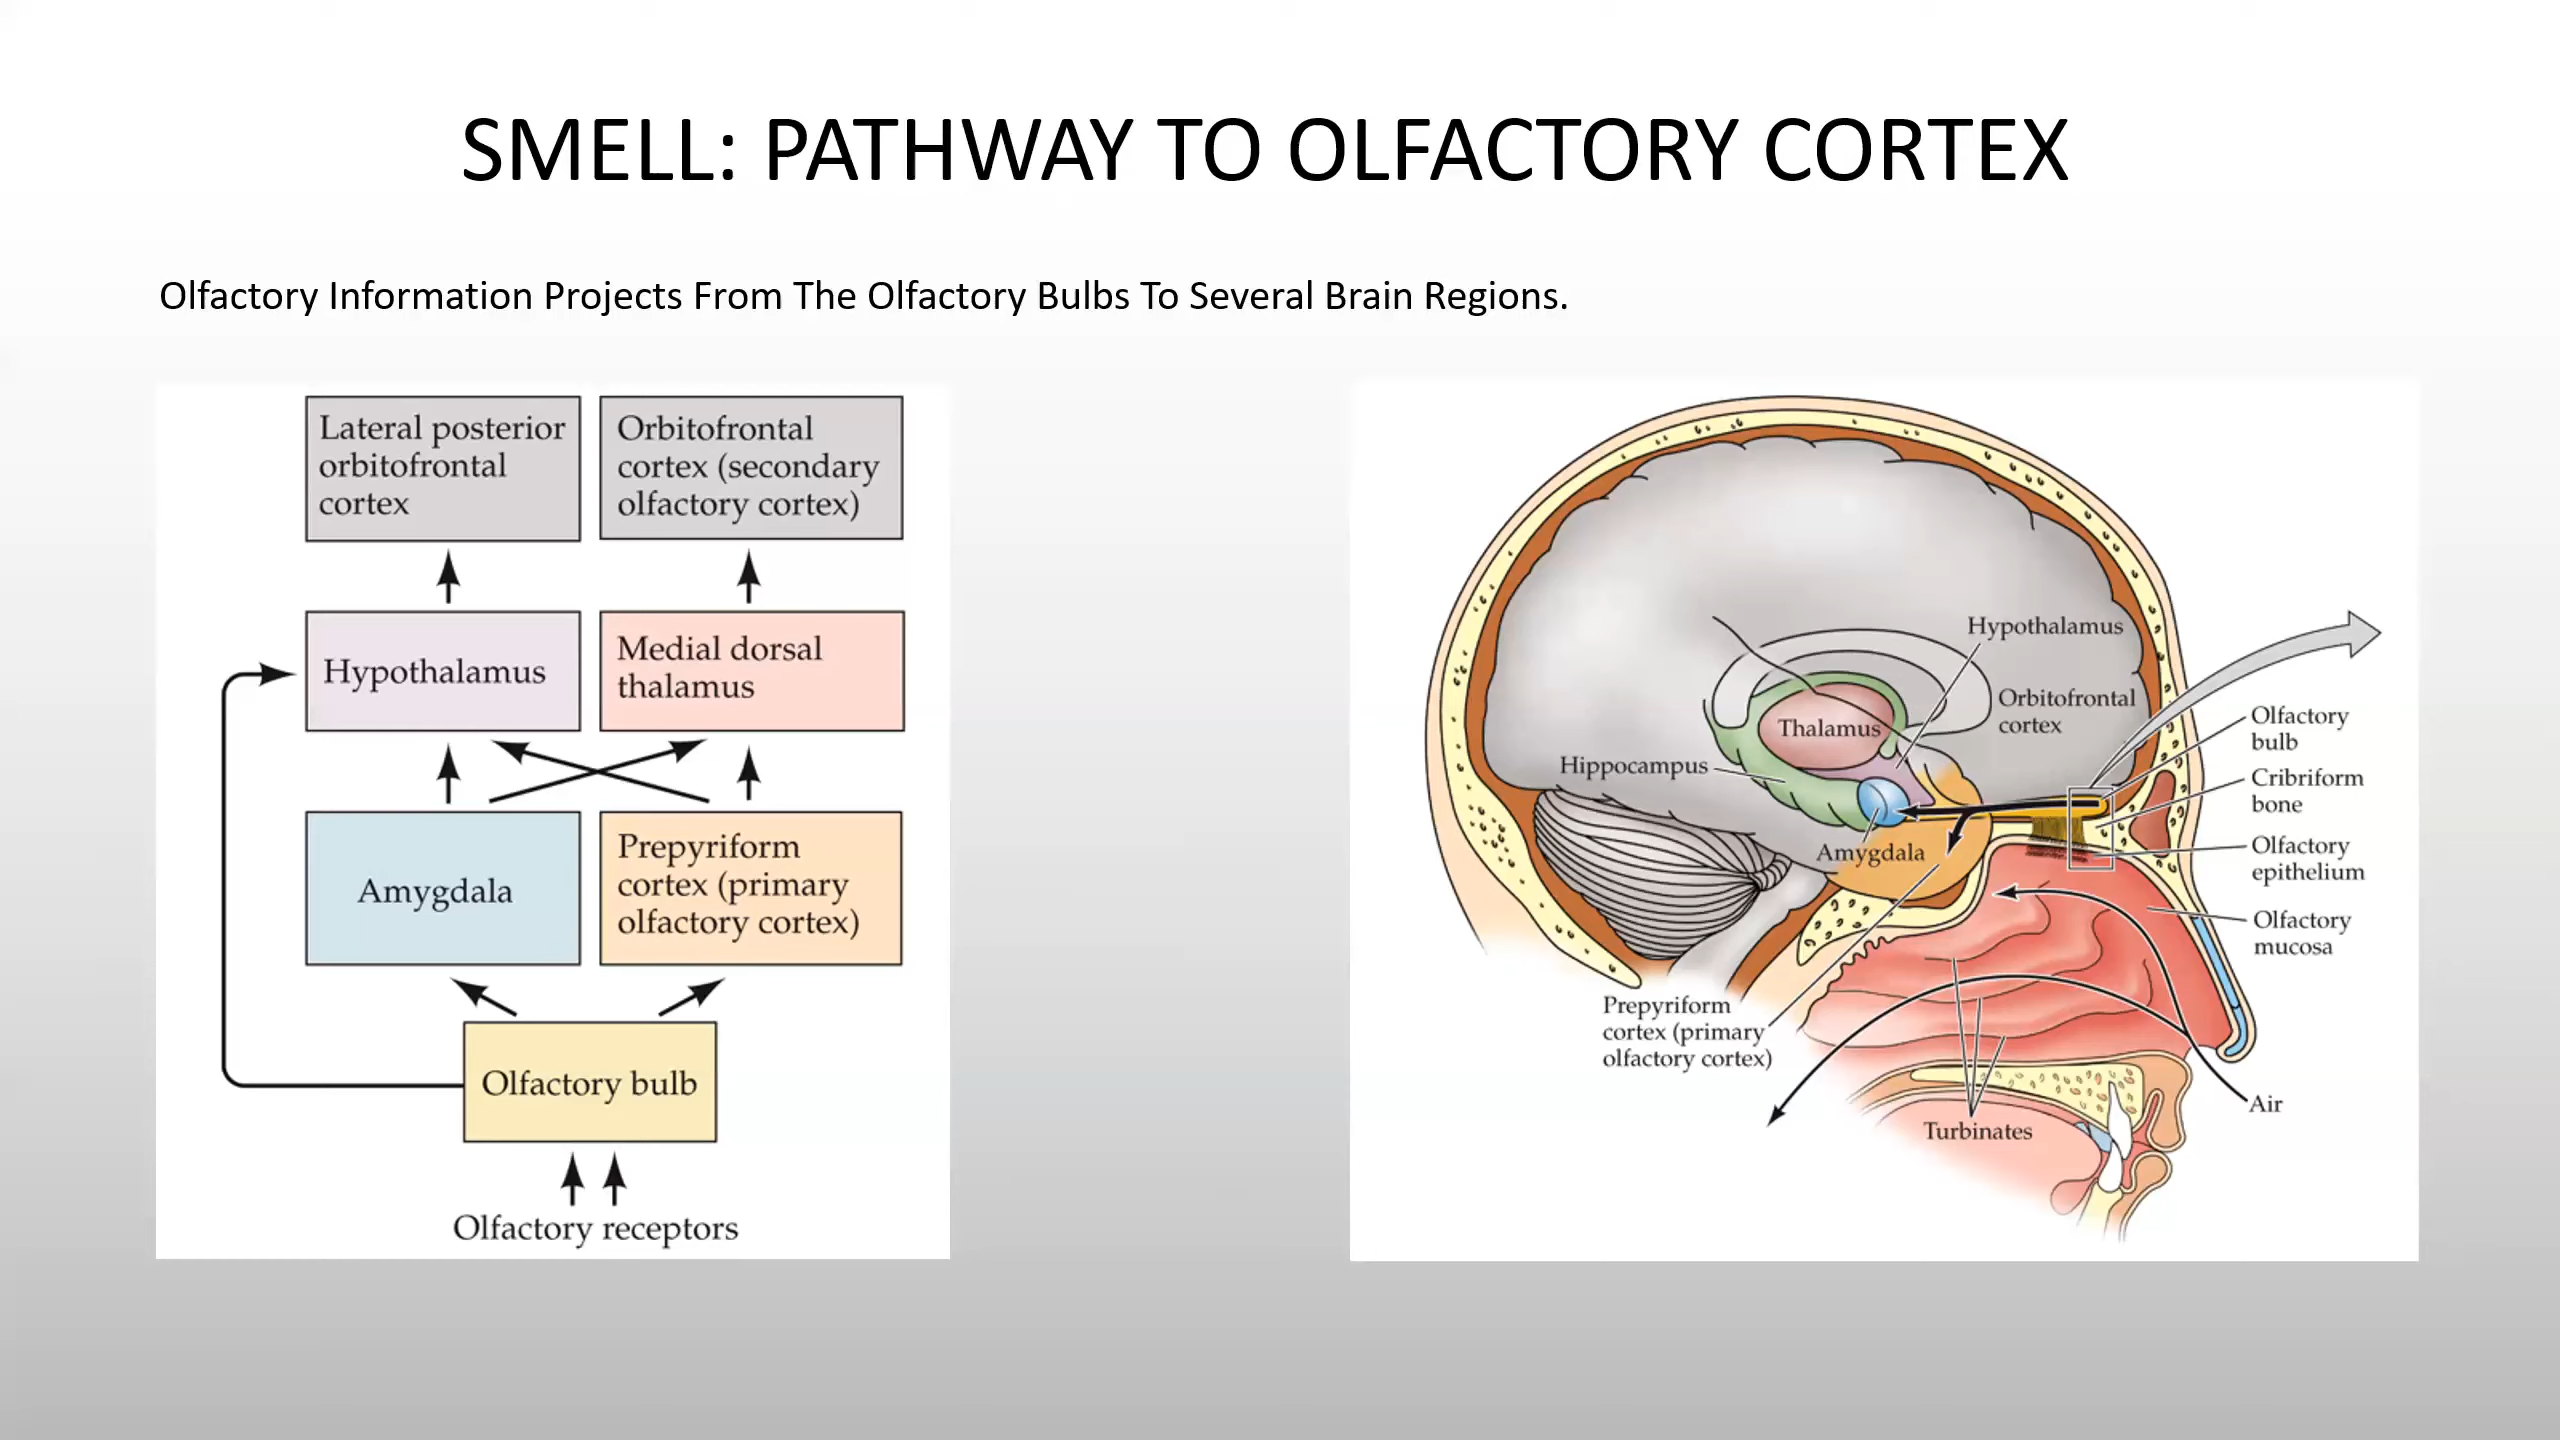 SMELL: PATHWAY TO OLFACTORY CORTEX
Olfactory Information Projects From The Olfactory Bulbs To Several Brain Regions.
Lateral posterior
orbitofrontal
cortex
Orbitofrontal
cortex (secondary
olfactory cortex)
Hypothalamus
Medial dorsal
thalamus
Amygdala
Prepyriform
cortex (primary
olfactory cortex)
Olfactory bulb
Olfactory receptors
Hypothalamus
Orbitofrontal
cortex
Thalamus
Hippocampus
Amygdala
Olfactory
bulb
Cribriform
bone
Olfactory
epithelium
Olfactory
mucosa
Prepyriform
cortex (primary
olfactory cortex)
Air
Turbinates